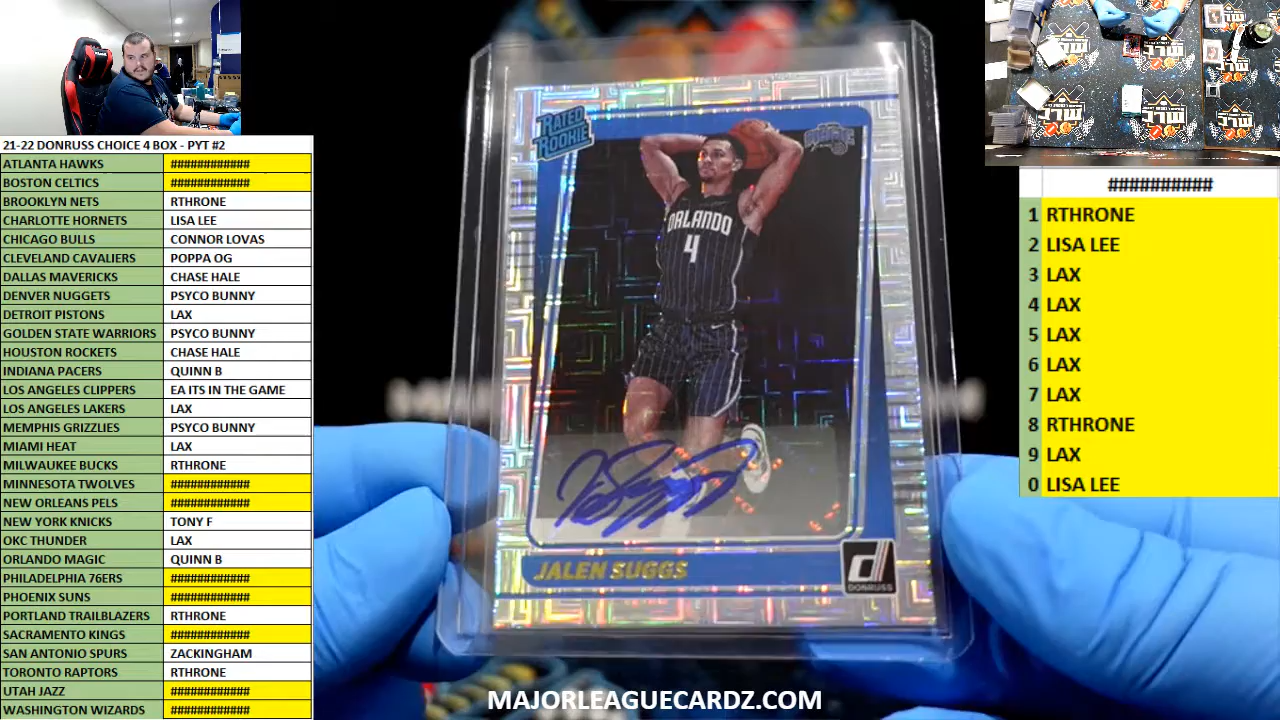 21-22 DONRUSS CHOICE 4 BOX - PYT #2
ATLANTA HAWKS ############
BOSTON CELTICS ############
BROOKLYN NETS RTHRONE
CHARLOTTE HORNETS LISA LEE
CHICAGO BULLS CONNOR LOVAS
CLEVELAND CAVALIERS POPPA OG
DALLAS MAVERICKS CHASE HALE
DENVER NUGGETS PSYCO BUNNY
DETROIT PISTONS LAX
GOLDEN STATE WARRIORS PSYCO BUNNY
HOUSTON ROCKETS CHASE HALE
INDIANA PACERS QUINN B
LOS ANGELES CLIPPERS EA ITS IN THE GAME
LOS ANGELES LAKERS LAX
MEMPHIS GRIZZLIES PSYCO BUNNY
MIAMI HEAT LAX
MILWAUKEE BUCKS RTHRONE
MINNESOTA TWOLVES ############
NEW ORLEANS PELS ############
NEW YORK KNICKS TONY F
OKC THUNDER LAX
ORLANDO MAGIC QUINN B
PHILADELPHIA 76ERS ############
PHOENIX SUNS ############
PORTLAND TRAILBLAZERS RTHRONE
SACRAMENTO KINGS ############
SAN ANTONIO SPURS ZACKINGHAM
TORONTO RAPTORS RTHRONE
UTAH JAZZ ############
WASHINGTON WIZARDS ############
RATED
ROOKIE
MAGIC
ORLANDO
4
JALEN SUGGS
DONRUSS
MAJORLEAGUECARDZ.COM
##########
1 RTHRONE
2 LISA LEE
3 LAX
4 LAX
5 LAX
6 LAX
7 LAX
8 RTHRONE
9 LAX
0 LISA LEE